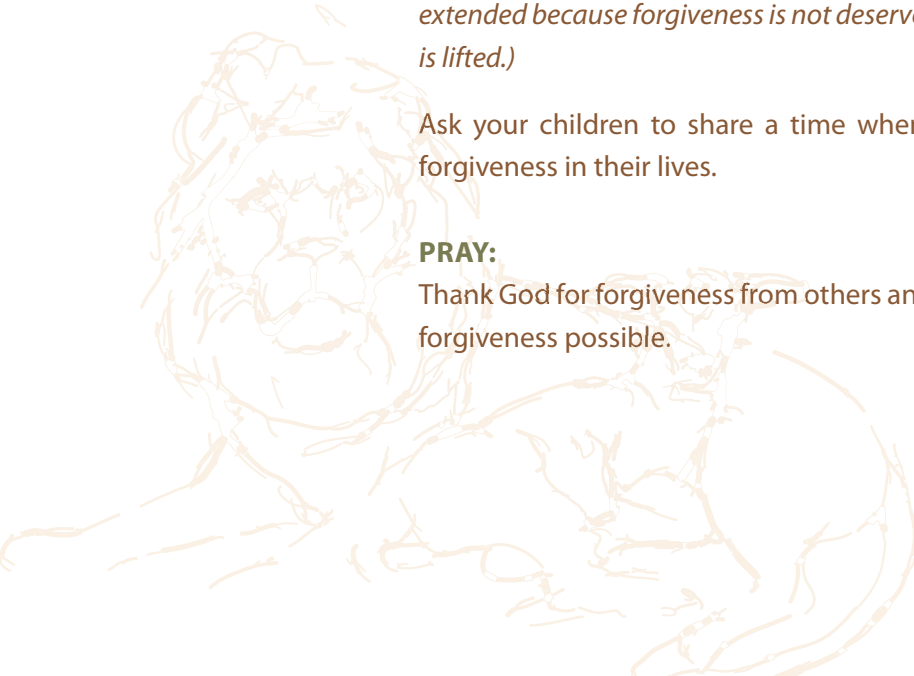 extended because forgiveness is not deserve
is lifted.)
Ask your children to share a time when
forgiveness in their lives.
PRAY:
Thank God for forgiveness from others an
forgiveness possible.